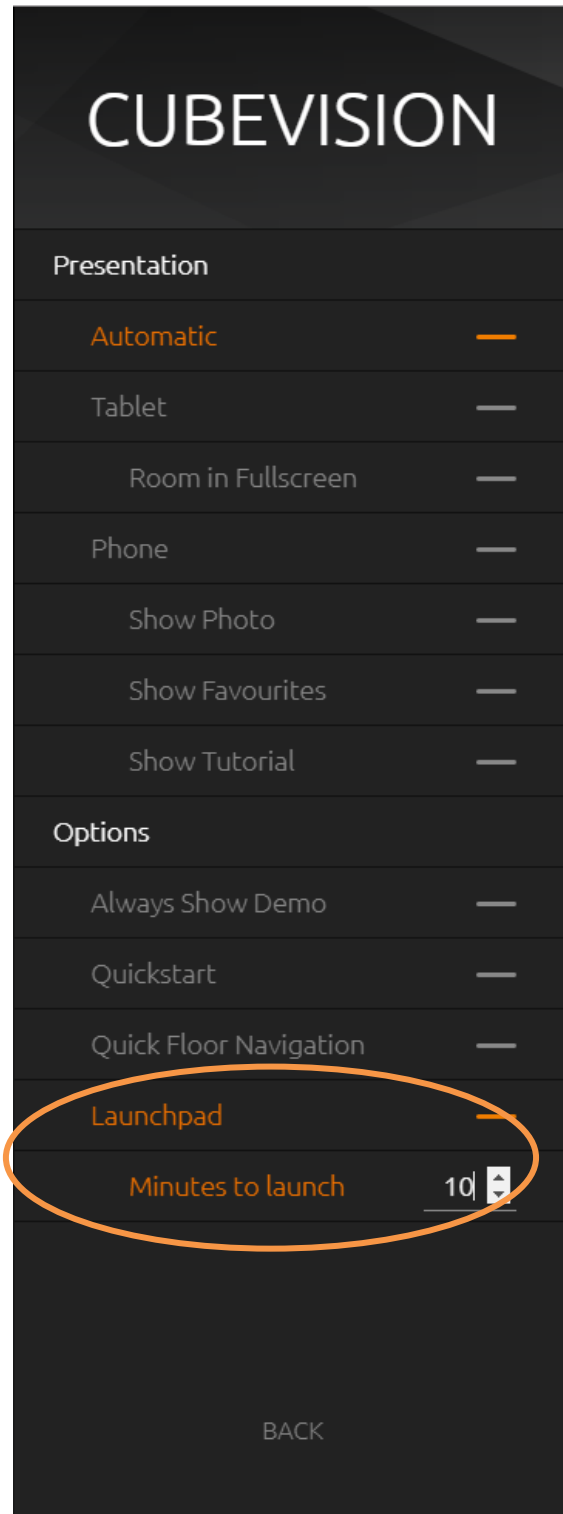 CUBEVISION
Presentation
Automatic
Tablet
Room in Fullscreen
Phone
Show Photo
Show Favourites
Show Tutorial
Options
Always Show Demo
Quickstart
Quick Floor Navigation
Launchpad
Minutes to launch 10
BACK